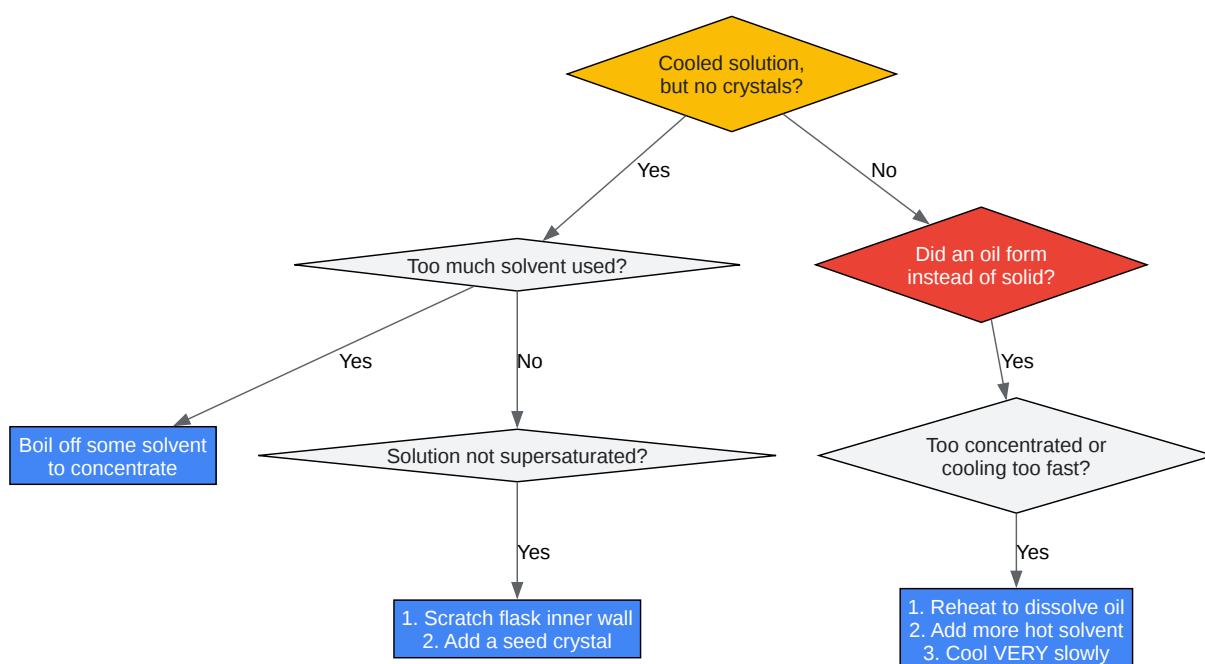 Cooled solution,
but no crystals?
Yes
No
Too much solvent used?
Did an oil form
instead of solid?
Yes
No
Yes
Boil off some solvent
to concentrate
Solution not supersaturated?
Too concentrated or
cooling too fast?
Yes
Yes
1. Scratch flask inner wall
2. Add a seed crystal
1. Reheat to dissolve oil
2. Add more hot solvent
3. Cool VERY slowly